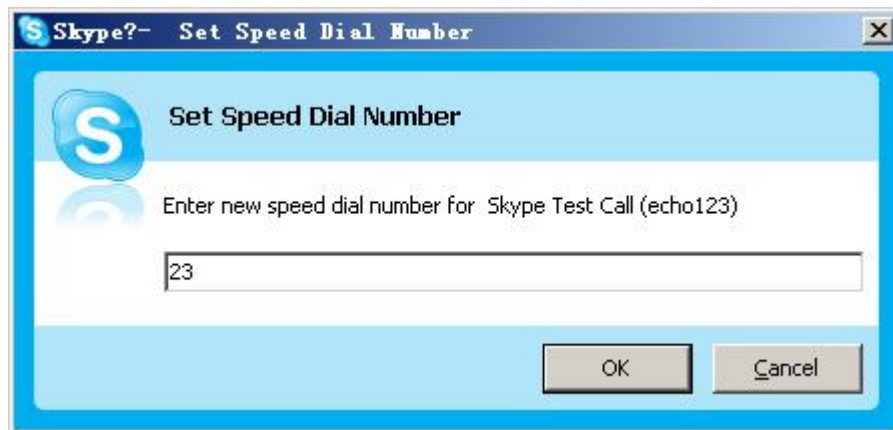 Skype?- Set Speed Dial Number
Set Speed Dial Number
Enter new speed dial number for Skype Test Call (echo123)
23
OK Cancel